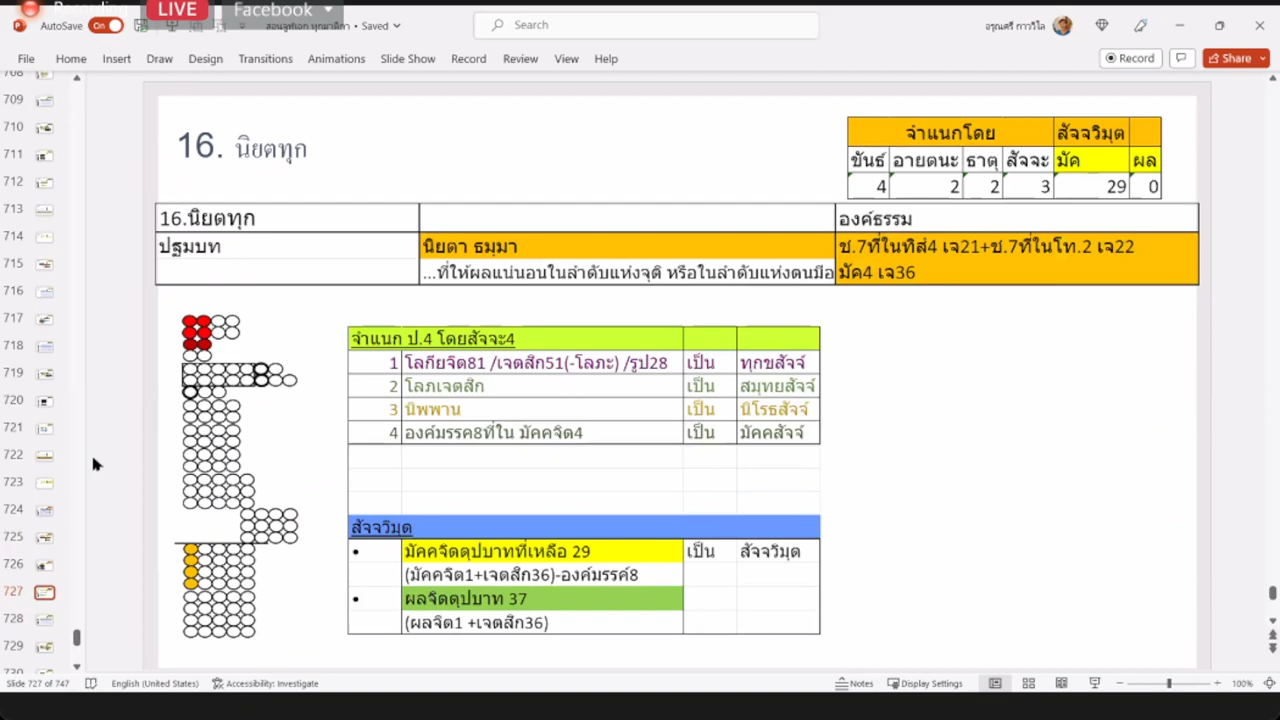 Recording
LIVE
Facebook
AutoSave On
• Saved
Search
อรุณศรี กาววิไล
File Home Insert Draw Design Transitions Animations Slide Show Record Review View Help
Record
Share
708
709
710
711
712
713
714
715
716
717
718
719
720
721
722
723
724
725
726
727
728
729
730
16. นิยตทุก
จำแนกโดย สัจจวิมุต
ขันธ์ อายตนะ ธาตุ สัจจะ มัค ผล
4 2 2 3 29 0
16.นิยตทุก องค์ธรรม
ปฐมบท นิยตา ธมฺมา ช.7ที่ในทิสํ4 เจ21+ช.7ที่ในโท.2 เจ22
...ที่ให้ผลแน่นอนในลำดับแห่งจุติ หรือในลำดับแห่งตนมีอ มัค4 เจ36
จำแนก ป.4 โดยสัจจะ4
1 โลกียจิต81 /เจตสิก51(-โลภะ) /รูป28 เป็น ทุกขสัจจ์
2 โลภเจตสิก เป็น สมุทยสัจจ์
3 นิพพาน เป็น นิโรธสัจจ์
4 องค์มรรค8ที่ใน มัคคจิต4 เป็น มัคคสัจจ์
สัจจวิมุต
• มัคคจิตตุปบาทที่เหลือ 29 เป็น สัจจวิมุต
(มัคคจิต1+เจตสิก36)-องค์มรรค์8
• ผลจิตตุปบาท 37
(ผลจิต1 +เจตสิก36)
Slide 727 of 747 English (United States) Accessibility: Investigate Notes Display Settings 100%